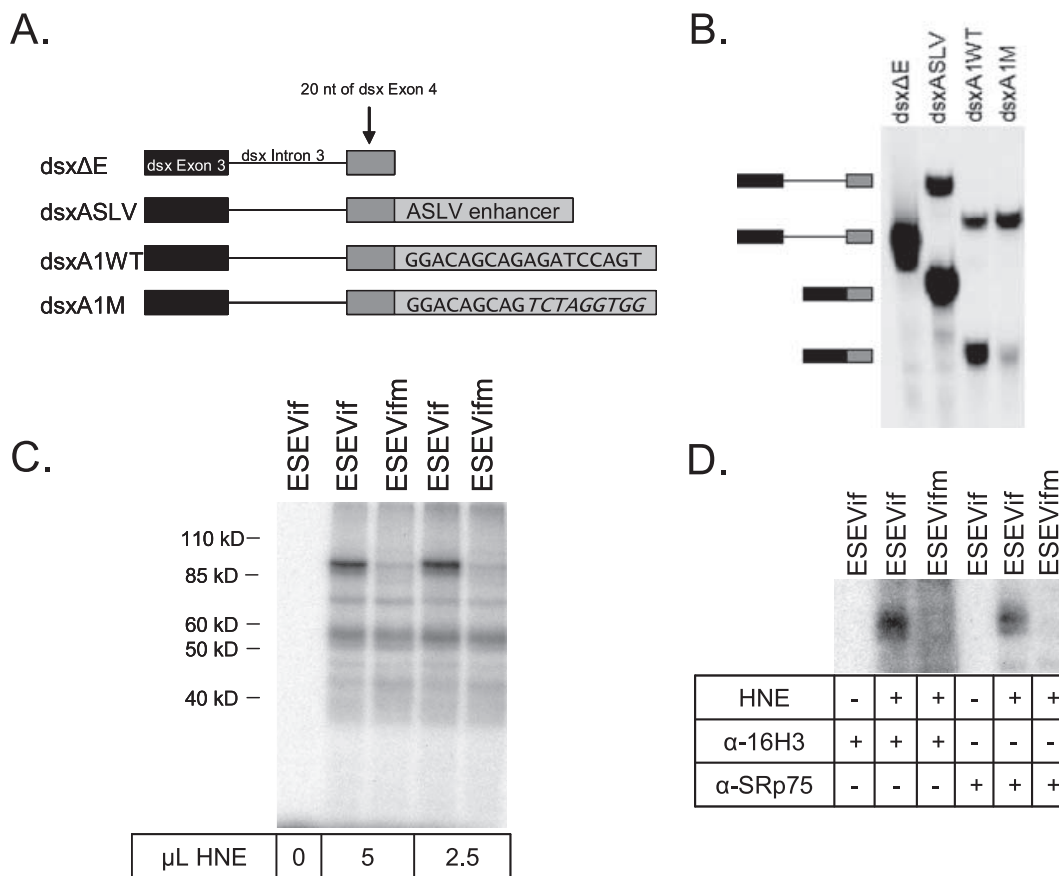 A.
20 nt of dsx Exon 4
dsxΔE
dsx Exon 3
dsx Intron 3
dsxASLV
ASLV enhancer
dsxA1WT
GGACAGCAGAGATCCAGT
dsxA1M
GGACAGCAGTCTAGGTGG
B.
dsxΔE
dsxASLV
dsxA1WT
dsxA1M
C.
ESEVif
ESEVif
ESEVifm
ESEVif
ESEVifm
110 kD
85 kD
60 kD
50 kD
40 kD
µL HNE 0 5 2.5
D.
ESEVif
ESEVif
ESEVifm
ESEVif
ESEVif
ESEVifm
HNE - + + - + +
α-16H3 + + + - - -
α-SRp75 - - - + + +